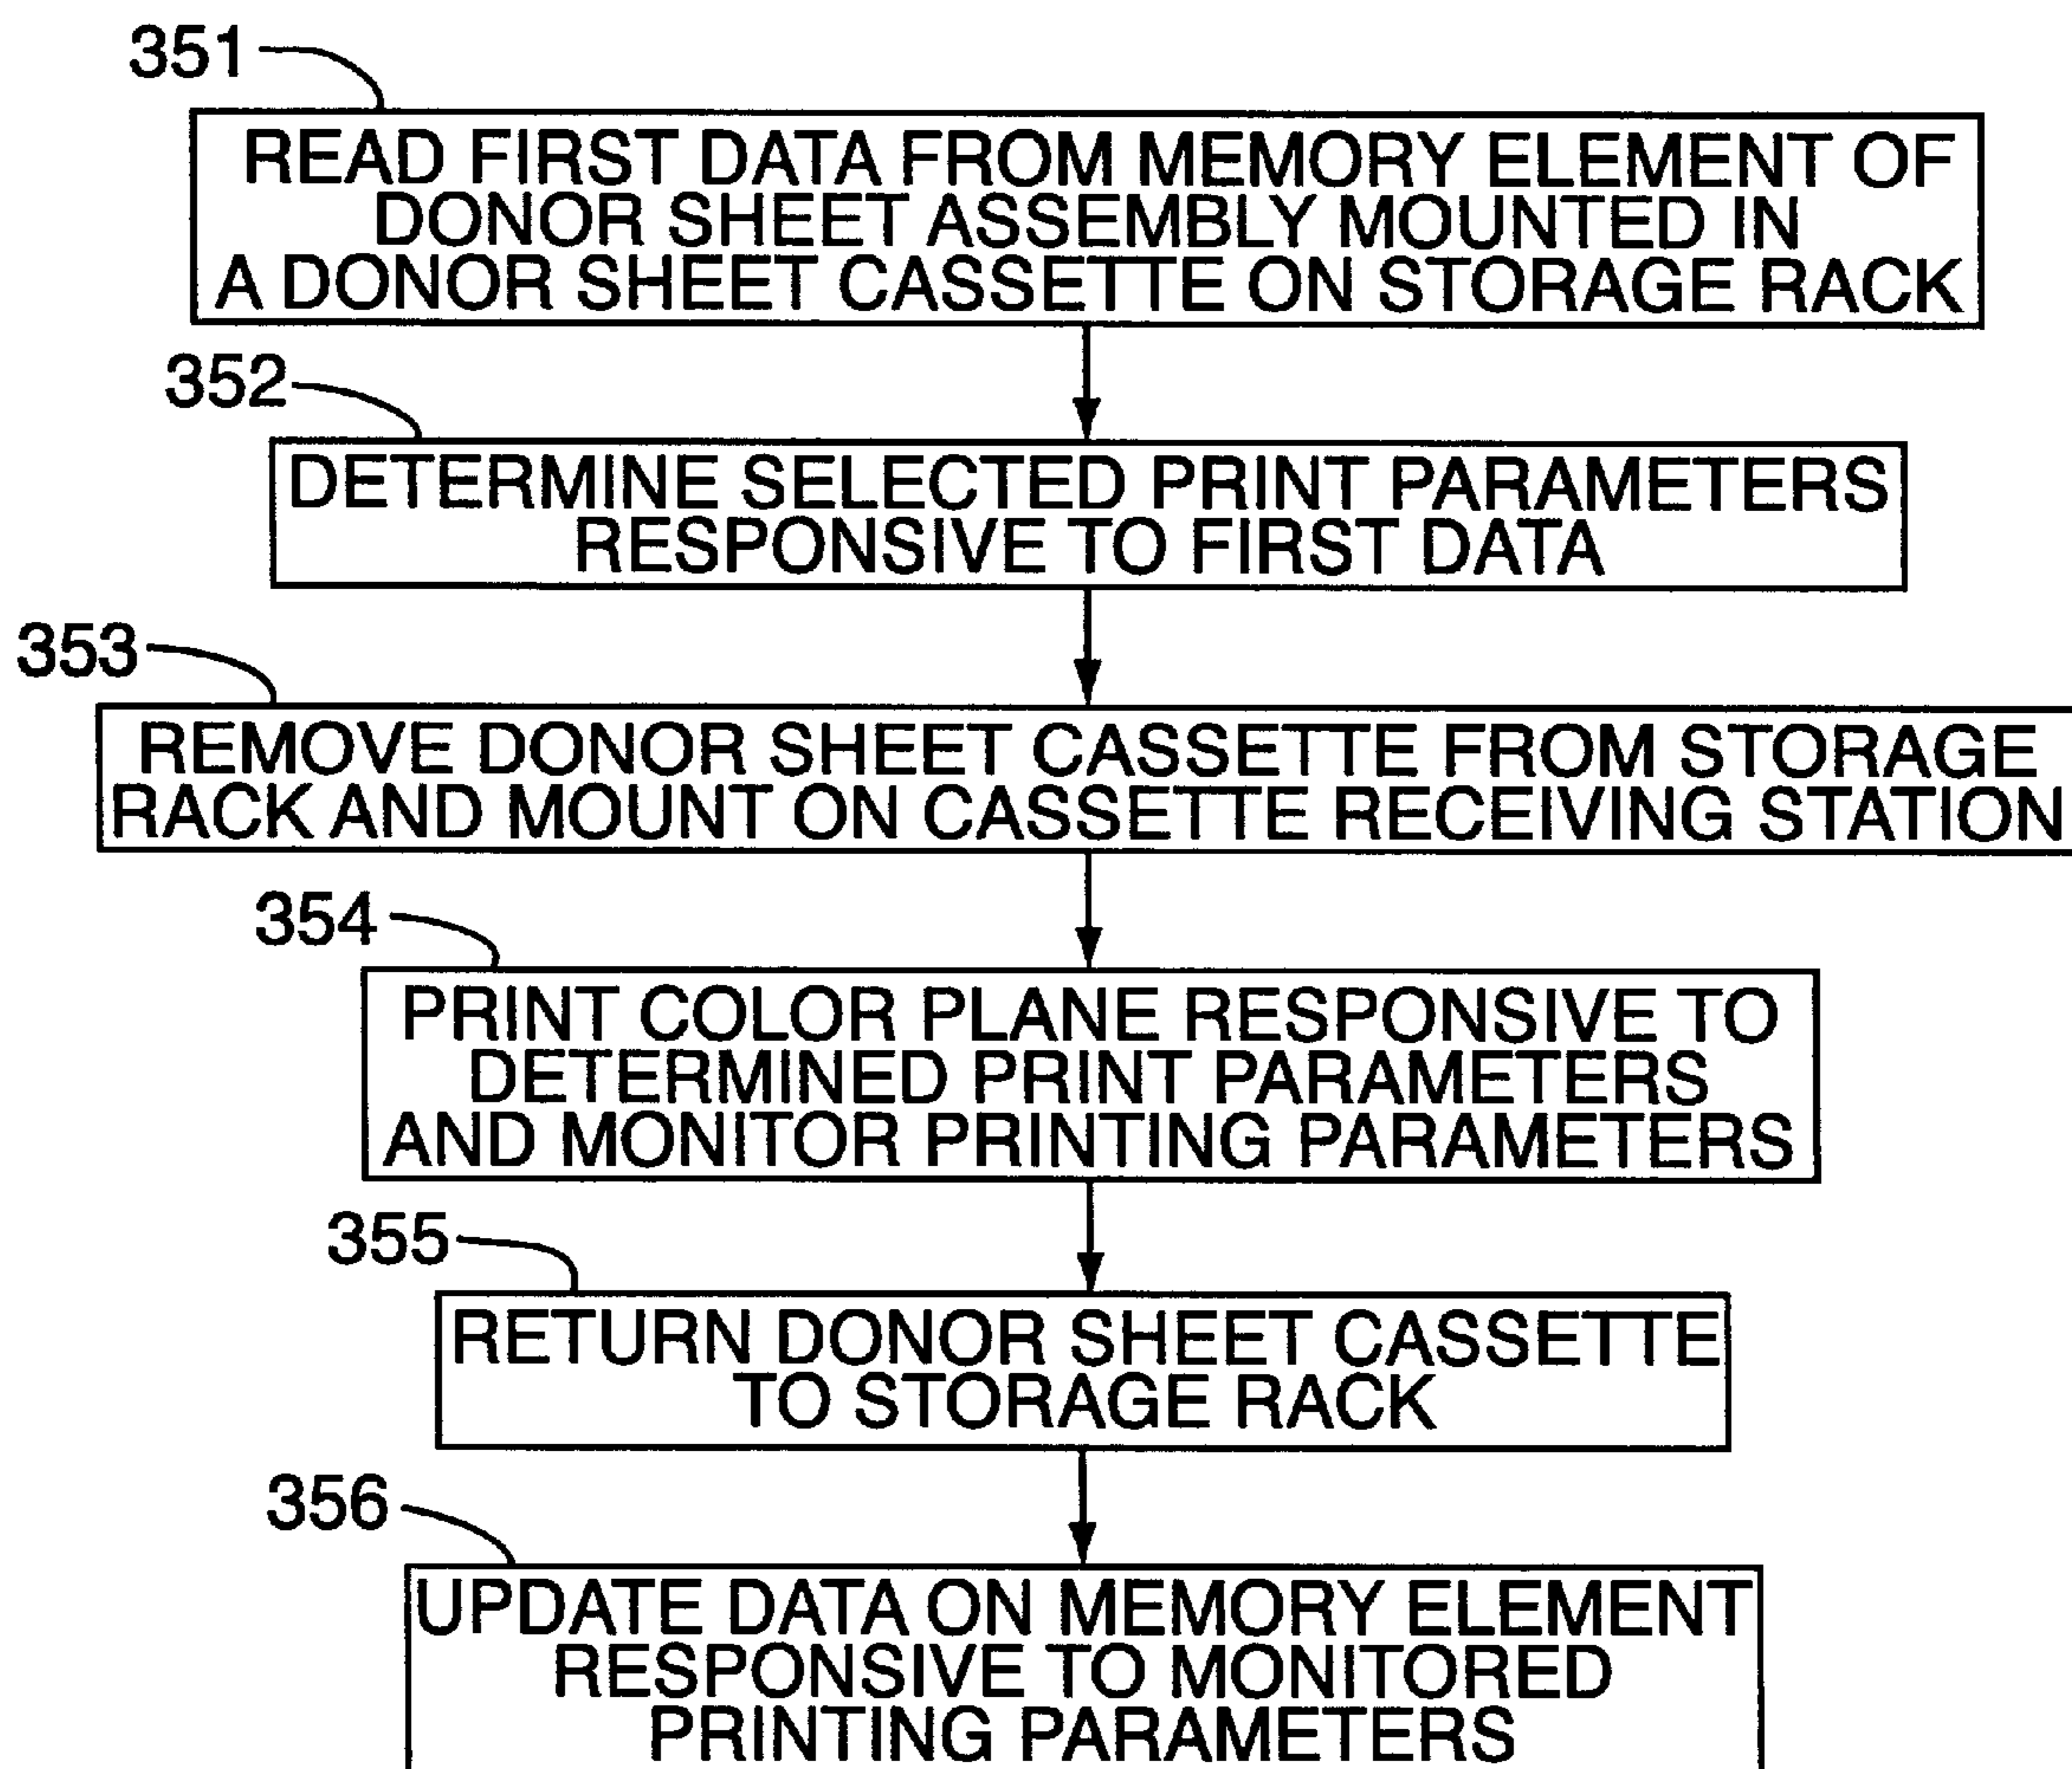 351
READ FIRST DATA FROM MEMORY ELEMENT OF
DONOR SHEET ASSEMBLY MOUNTED IN
A DONOR SHEET CASSETTE ON STORAGE RACK
352
DETERMINE SELECTED PRINT PARAMETERS
RESPONSIVE TO FIRST DATA
353
REMOVE DONOR SHEET CASSETTE FROM STORAGE
RACK AND MOUNT ON CASSETTE RECEIVING STATION
354
PRINT COLOR PLANE RESPONSIVE TO
DETERMINED PRINT PARAMETERS
AND MONITOR PRINTING PARAMETERS
355
RETURN DONOR SHEET CASSETTE
TO STORAGE RACK
356
UPDATE DATA ON MEMORY ELEMENT
RESPONSIVE TO MONITORED
PRINTING PARAMETERS